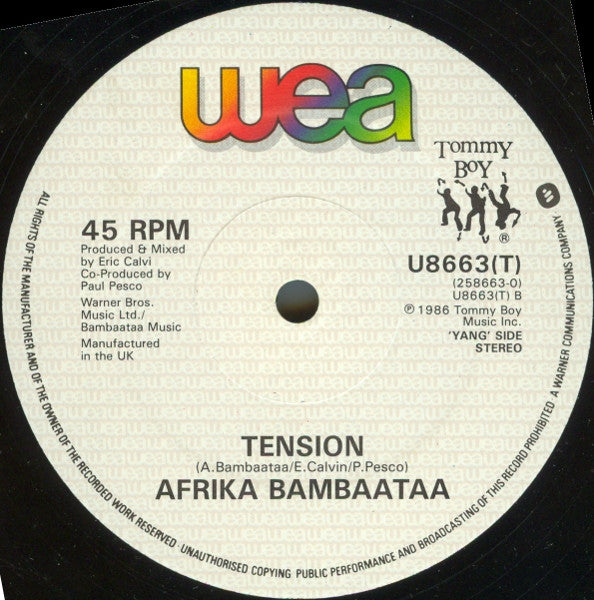 wea
Tommy
Boy
®
45 RPM
Produced & Mixed
by Eric Calvi
Co-Produced by
Paul Pesco
Warner Bros.
Music Ltd./
Bambaataa Music
Manufactured
in the UK
U8663(T)
(258663-0)
U8663(T) B
℗ 1986 Tommy Boy
Music Inc.
'YANG' SIDE
STEREO
TENSION
(A.Bambaataa/E.Calvin/P.Pesco)
AFRIKA BAMBAATAA
ALL RIGHTS OF THE MANUFACTURER AND OF THE OWNER OF THE RECORDED WORK RESERVED · UNAUTHORISED COPYING PUBLIC PERFORMANCE AND BROADCASTING OF THIS RECORD PROHIBITED · A WARNER COMMUNICATIONS COMPANY